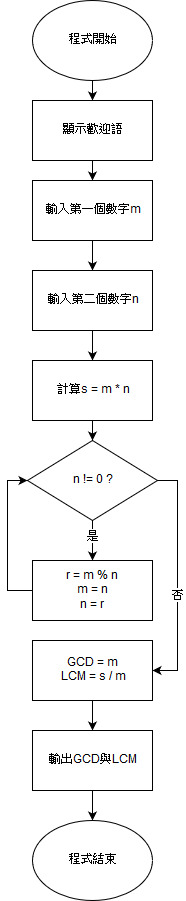 程式開始
顯示歡迎語
輸入第一個數字m
輸入第二個數字n
計算s = m * n
n != 0 ?
是
r = m % n
m = n
n = r
否
GCD = m
LCM = s / m
輸出GCD與LCM
程式結束